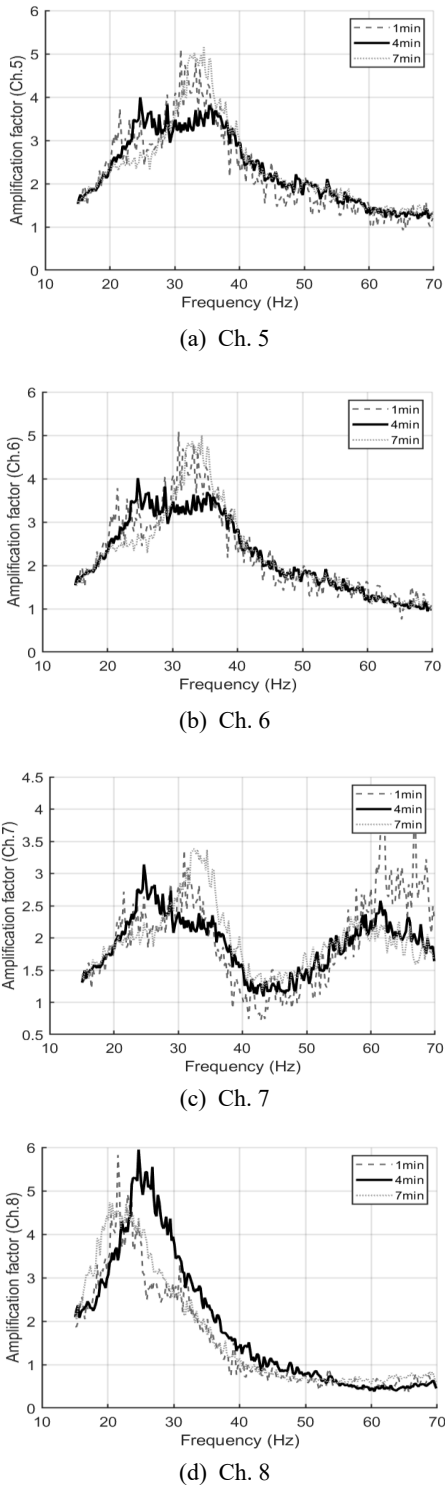 Amplification factor (Ch.5)
6
5
4
3
2
1
0
1min
4min
7min
10 20 30 40 50 60 70
Frequency (Hz)
(a) Ch. 5
Amplification factor (Ch.6)
6
5
4
3
2
1
0
1min
4min
7min
10 20 30 40 50 60 70
Frequency (Hz)
(b) Ch. 6
Amplification factor (Ch.7)
4.5
4
3.5
3
2.5
2
1.5
1
0.5
1min
4min
7min
10 20 30 40 50 60 70
Frequency (Hz)
(c) Ch. 7
Amplification factor (Ch.8)
6
5
4
3
2
1
0
1min
4min
7min
10 20 30 40 50 60 70
Frequency (Hz)
(d) Ch. 8